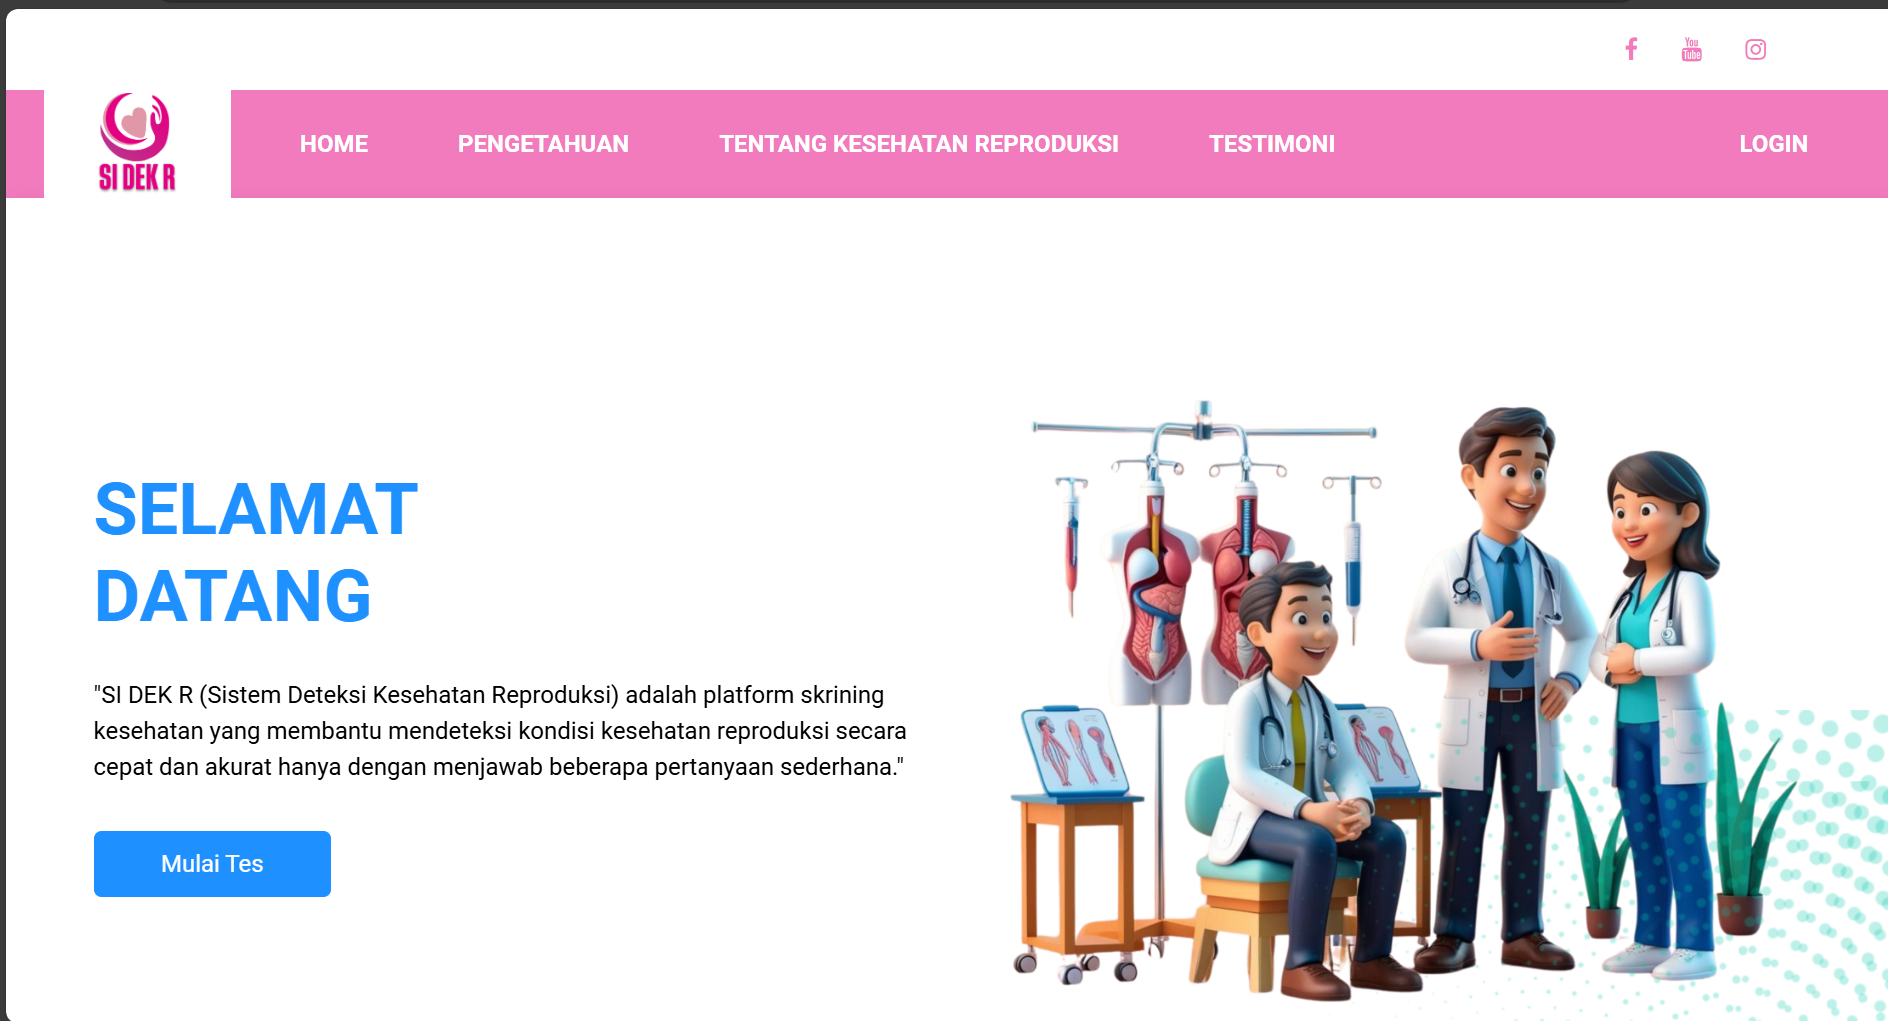 You
Tube
SI DEK R
HOME
PENGETAHUAN
TENTANG KESEHATAN REPRODUKSI
TESTIMONI
LOGIN
SELAMAT
DATANG
"SI DEK R (Sistem Deteksi Kesehatan Reproduksi) adalah platform skrining
kesehatan yang membantu mendeteksi kondisi kesehatan reproduksi secara
cepat dan akurat hanya dengan menjawab beberapa pertanyaan sederhana."
Mulai Tes